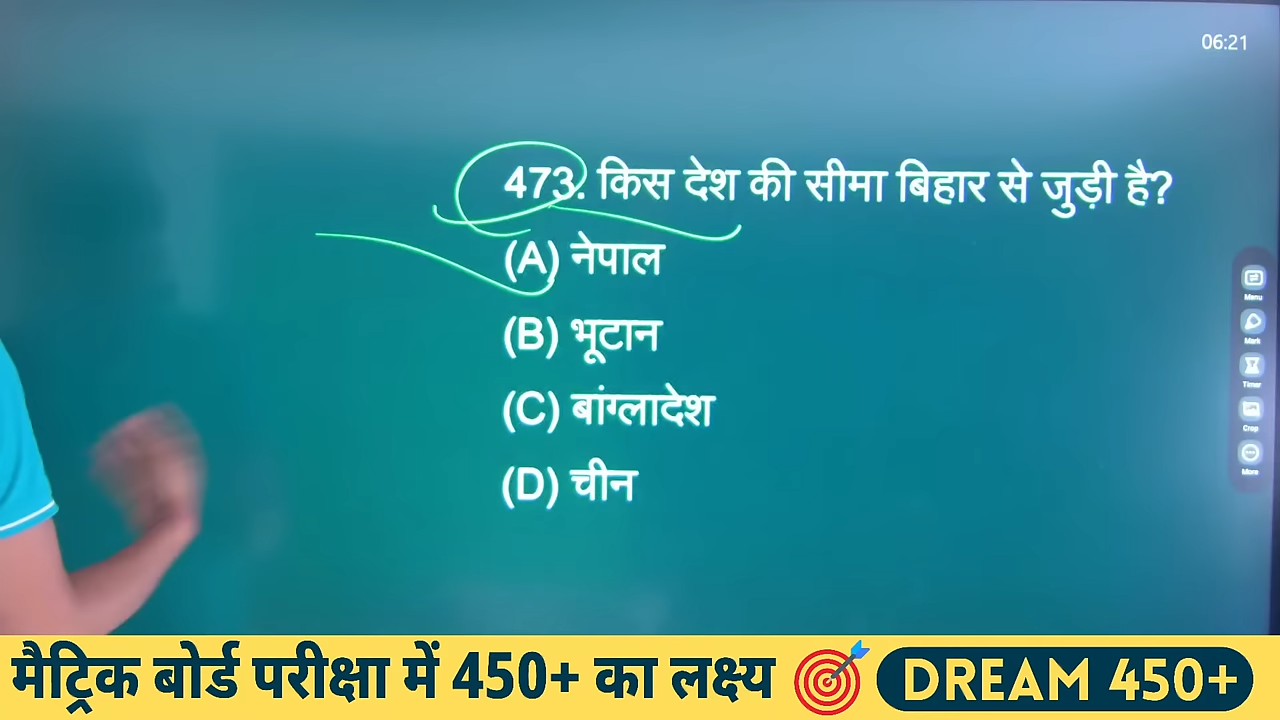 06:21
473. किस देश की सीमा बिहार से जुड़ी है?
(A) नेपाल
(B) भूटान
(C) बांग्लादेश
(D) चीन
Menu
Mark
Timer
Crop
More
मैट्रिक बोर्ड परीक्षा में 450+ का लक्ष्य DREAM 450+